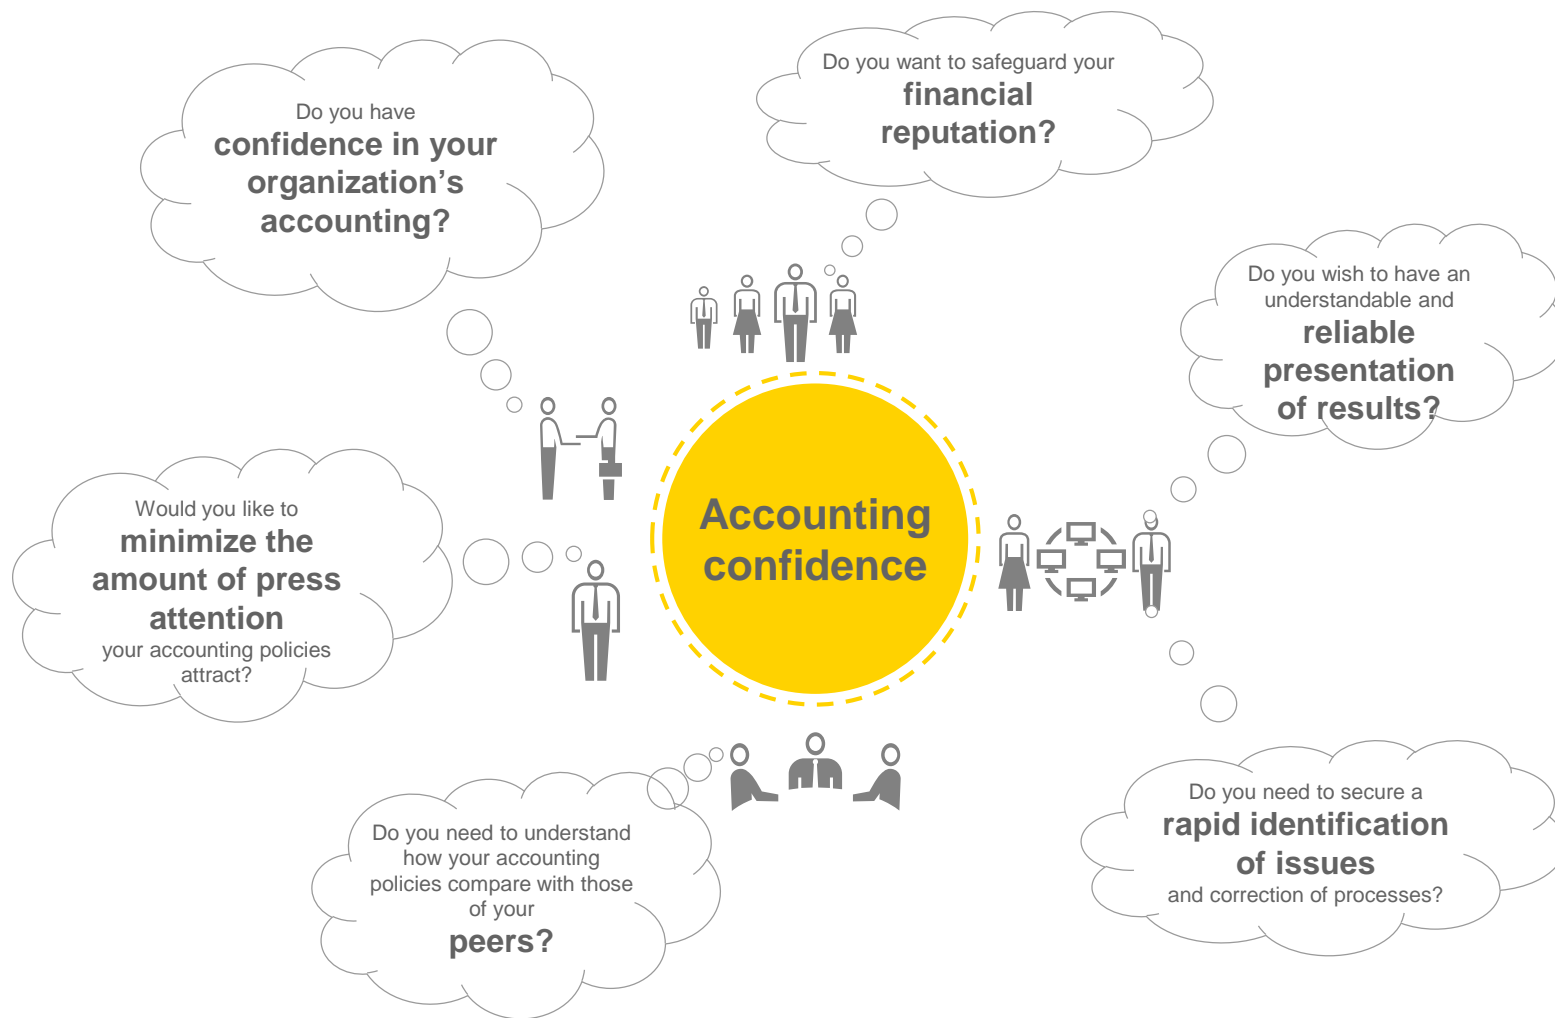 Do you have
confidence in your
organization’s
accounting?
Do you want to safeguard your
financial
reputation?
Do you wish to have an
understandable and
reliable
presentation
of results?
Accounting
confidence
Would you like to
minimize the
amount of press
attention
your accounting policies
attract?
Do you need to understand
how your accounting
policies compare with those
of your
peers?
Do you need to secure a
rapid identification
of issues
and correction of processes?